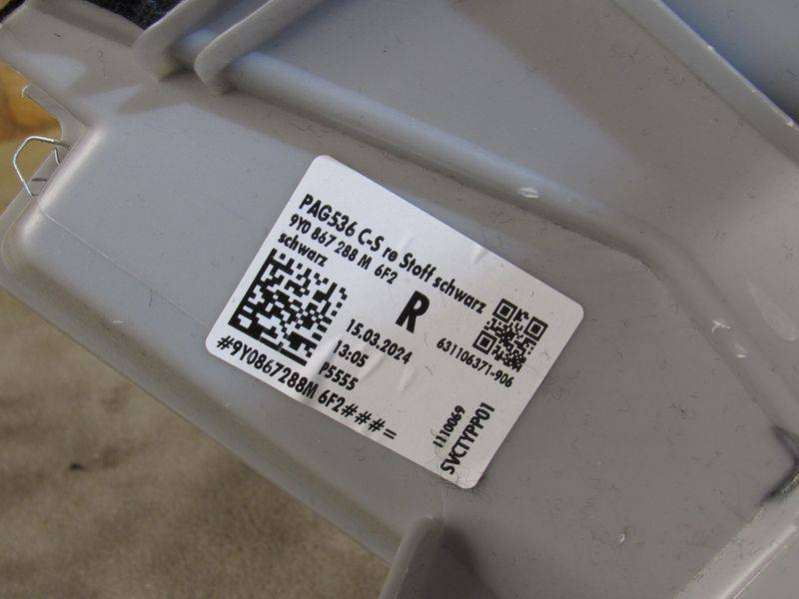 PAG536 C-S re Stoff schwarz
9Y0 867 288 M 6F2
schwarz
R
15.03.2024
13:05
P5555
631106371-906
#9Y0867288M 6F2###=
1110069
SVCTYPP01